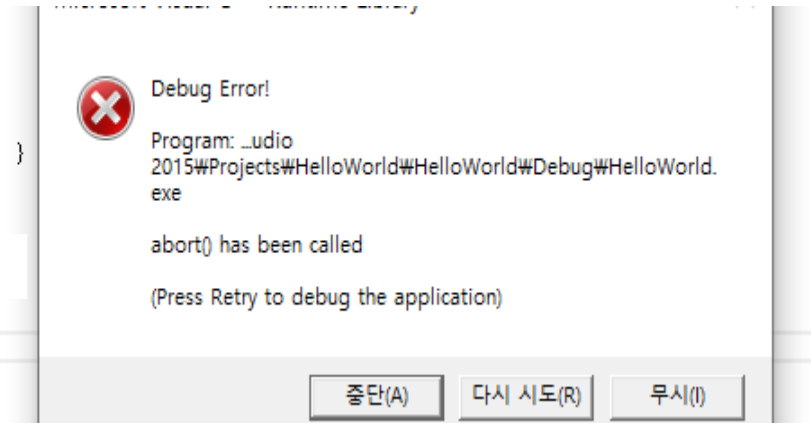 Debug Error!
}
Program: ...udio
2015₩Projects₩HelloWorld₩HelloWorld₩Debug₩HelloWorld.
exe
abort() has been called
(Press Retry to debug the application)
중단(A) 다시 시도(R) 무시(I)